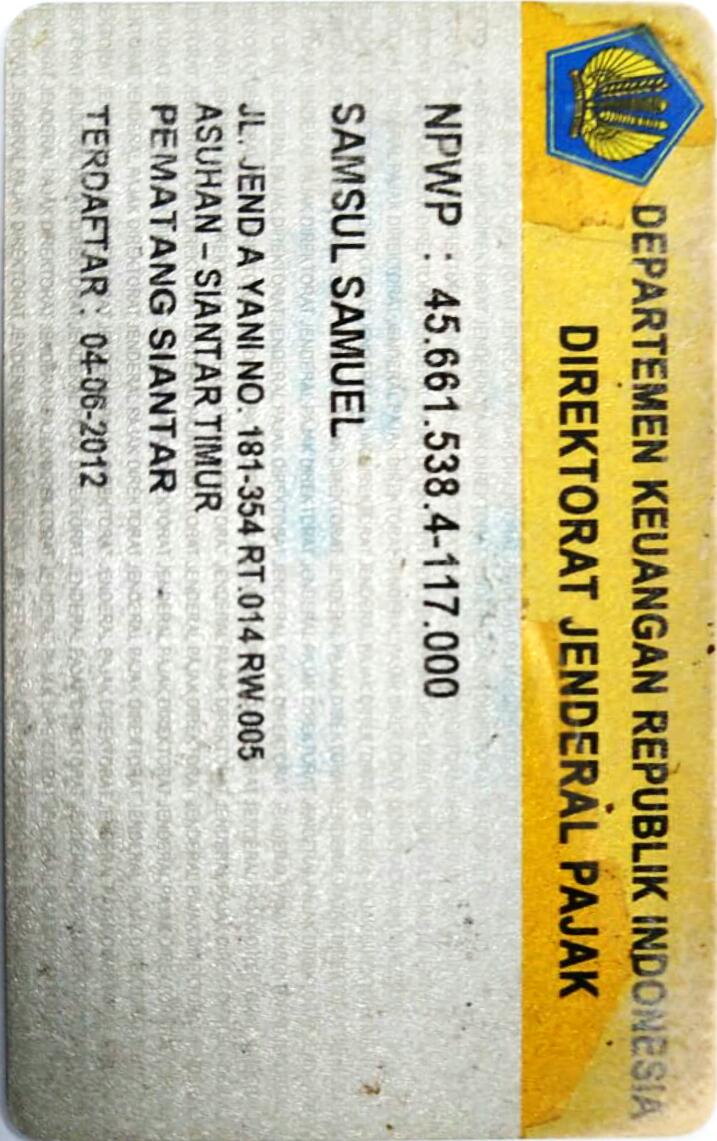 DEPARTEMEN KEUANGAN REPUBLIK INDONESIA
DIREKTORAT JENDERAL PAJAK
NPWP : 45.661.538.4-117.000
SAMSUL SAMUEL
JL. JEND A YANI NO. 181-354 RT.014 RW.005
ASUHAN – SIANTAR TIMUR
PEMATANG SIANTAR
TERDAFTAR : 04-06-2012